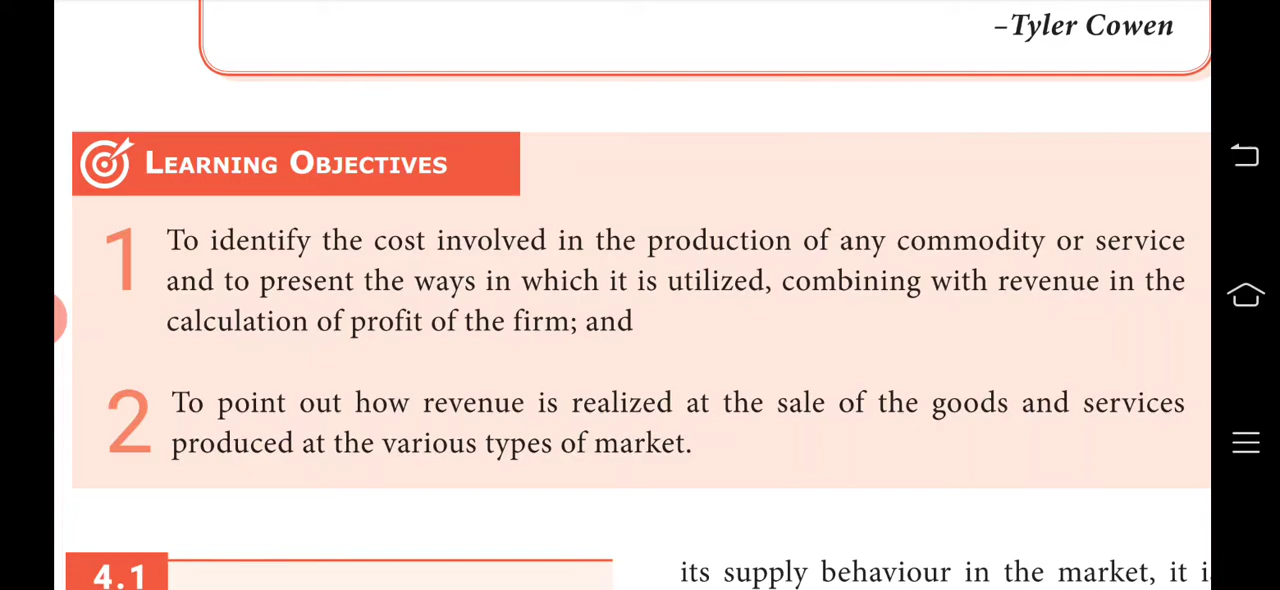 –Tyler Cowen
Learning Objectives
1 To identify the cost involved in the production of any commodity or service
and to present the ways in which it is utilized, combining with revenue in the
calculation of profit of the firm; and
2 To point out how revenue is realized at the sale of the goods and services
produced at the various types of market.
4.1
its supply behaviour in the market, it